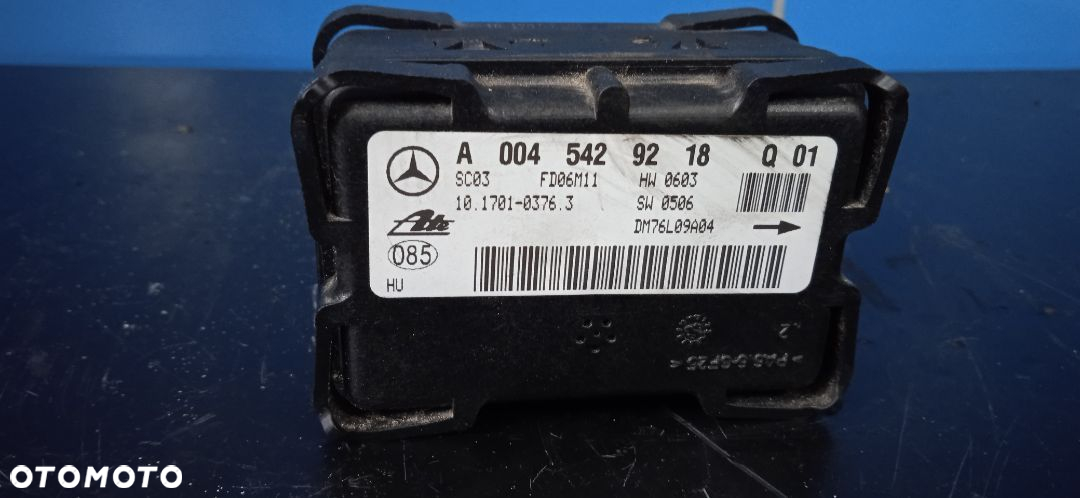 A 004 542 92 18 Q 01
SC03 FD06M11 HW 0603
10.1701-0376.3 SW 0506
Ate DM76L09A04
085
HU
>PA6.6-GF25<
OTOMOTO